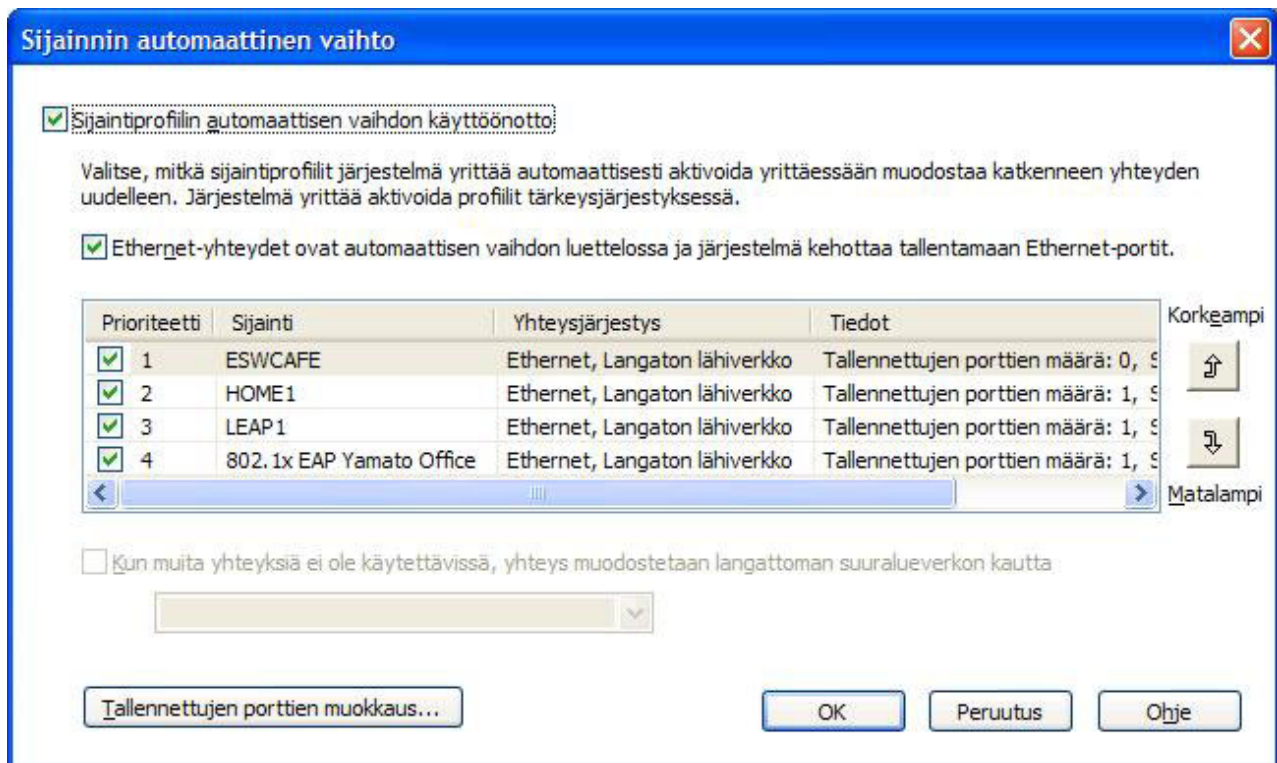 Sijainnin automaattinen vaihto
Sijaintiprofiilin automaattisen vaihdon käyttöönotto
Valitse, mitkä sijaintiprofiilit järjestelmä yrittää automaattisesti aktivoida yrittäessään muodostaa katkenneen yhteyden
uudelleen. Järjestelmä yrittää aktivoida profiilit tärkeysjärjestyksessä.
Ethernet-yhteydet ovat automaattisen vaihdon luettelossa ja järjestelmä kehottaa tallentamaan Ethernet-portit.
Prioriteetti Sijainti Yhteysjärjestys Tiedot
Korkeampi
1 ESWCAFE Ethernet, Langaton lähiverkko Tallennettujen porttien määrä: 0, S
2 HOME1 Ethernet, Langaton lähiverkko Tallennettujen porttien määrä: 1, S
3 LEAP1 Ethernet, Langaton lähiverkko Tallennettujen porttien määrä: 1, S
4 802.1x EAP Yamato Office Ethernet, Langaton lähiverkko Tallennettujen porttien määrä: 1, S
Matalampi
Kun muita yhteyksiä ei ole käytettävissä, yhteys muodostetaan langattoman suuralueverkon kautta
Tallennettujen porttien muokkaus... OK Peruutus Ohje